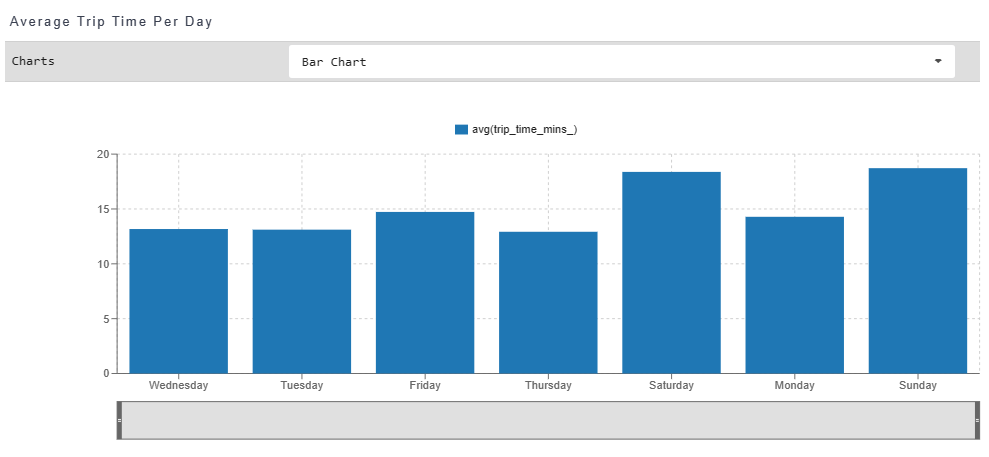 Average Trip Time Per Day
Charts
Bar Chart
avg(trip_time_mins_)
20
15
10
5
0
Wednesday Tuesday Friday Thursday Saturday Monday Sunday